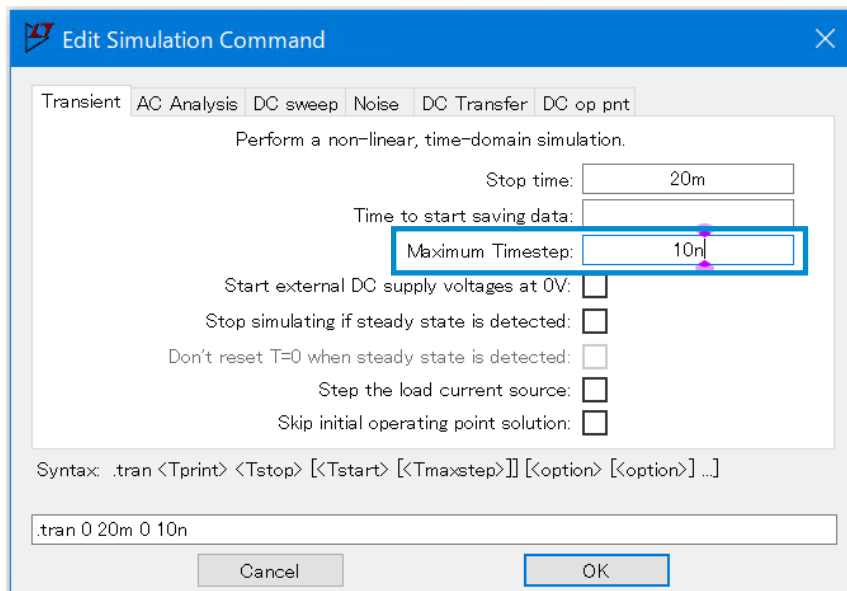 Edit Simulation Command
Transient AC Analysis DC sweep Noise DC Transfer DC op pnt
Perform a non-linear, time-domain simulation.
Stop time: 20m
Time to start saving data:
Maximum Timestep: 10n
Start external DC supply voltages at 0V:
Stop simulating if steady state is detected:
Don't reset T=0 when steady state is detected:
Step the load current source:
Skip initial operating point solution:
Syntax: .tran <Tprint> <Tstop> [<Tstart> [<Tmaxstep>]] [<option> [<option>] ...]
.tran 0 20m 0 10n
Cancel OK